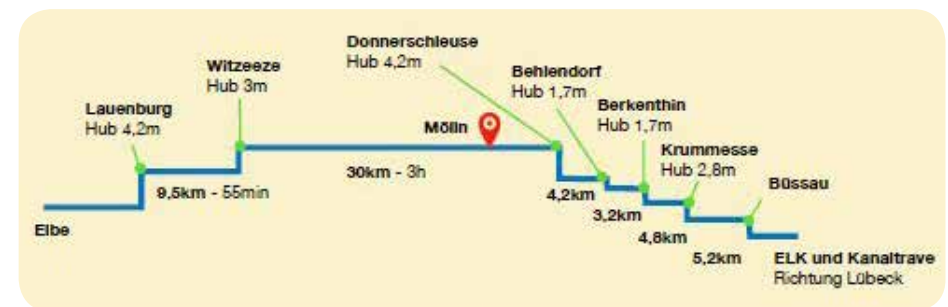 Donnerschleuse
Hub 4,2m
Witzeeze
Hub 3m
Behlendorf
Hub 1,7m
Lauenburg
Hub 4,2m
Berkenthin
Hub 1,7m
Mölln
Krummesse
Hub 2,8m
Büssau
30km - 3h
9,5km - 55min
4,2km
3,2km
4,8km
5,2km
Elbe
ELK und Kanaltrave
Richtung Lübeck